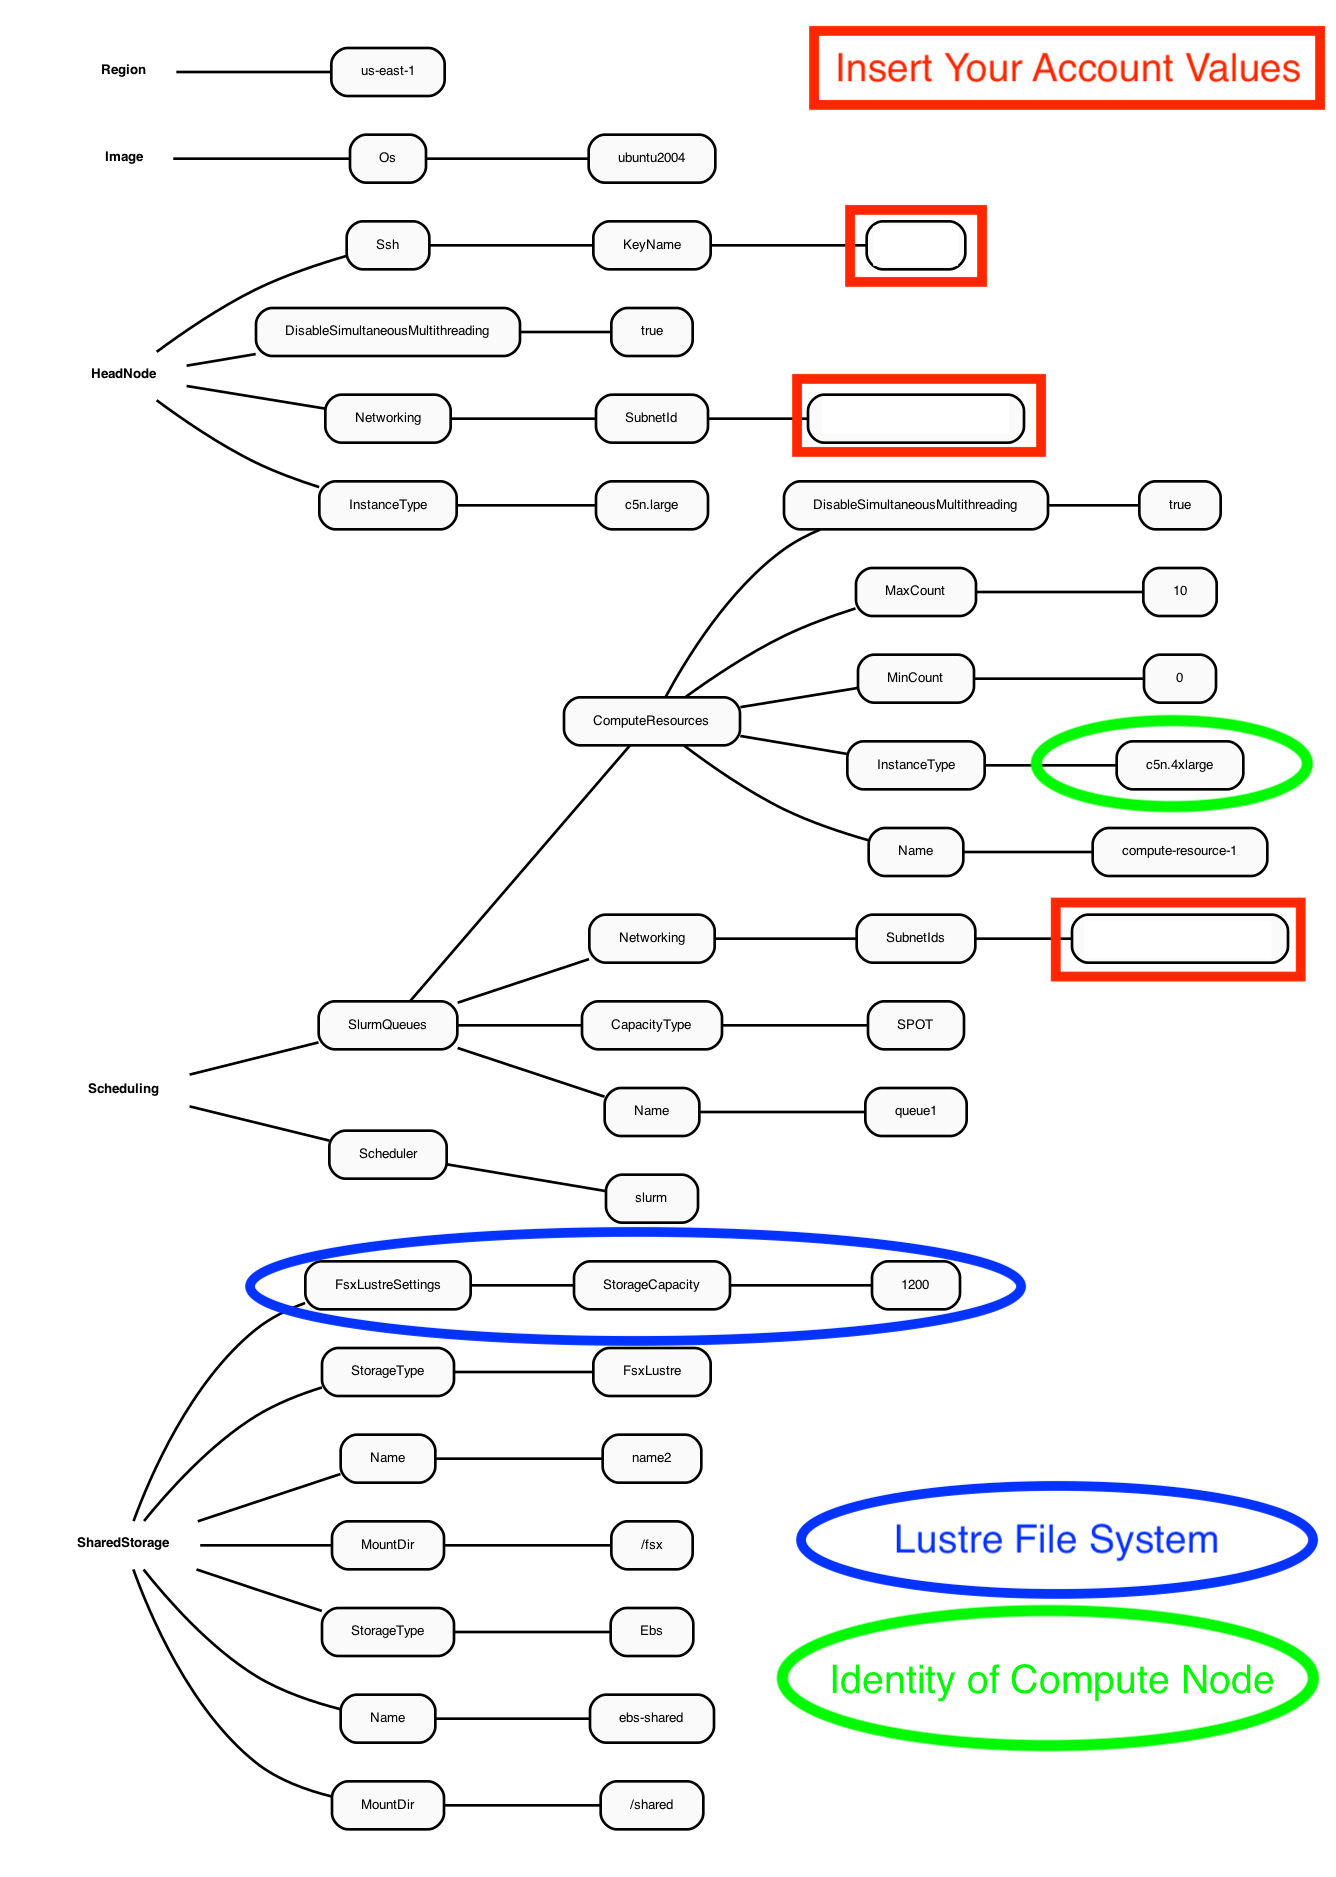 Insert Your Account Values
Region us-east-1
Image Os ubuntu2004
Ssh KeyName
DisableSimultaneousMultithreading true
HeadNode
Networking SubnetId
InstanceType c5n.large
DisableSimultaneousMultithreading true
MaxCount 10
MinCount 0
ComputeResources
InstanceType c5n.4xlarge
Name compute-resource-1
Networking SubnetIds
SlurmQueues CapacityType SPOT
Scheduling
Name queue1
Scheduler
slurm
FsxLustreSettings StorageCapacity 1200
StorageType FsxLustre
Name name2
SharedStorage MountDir /fsx
Lustre File System
StorageType Ebs
Identity of Compute Node
Name ebs-shared
MountDir /shared